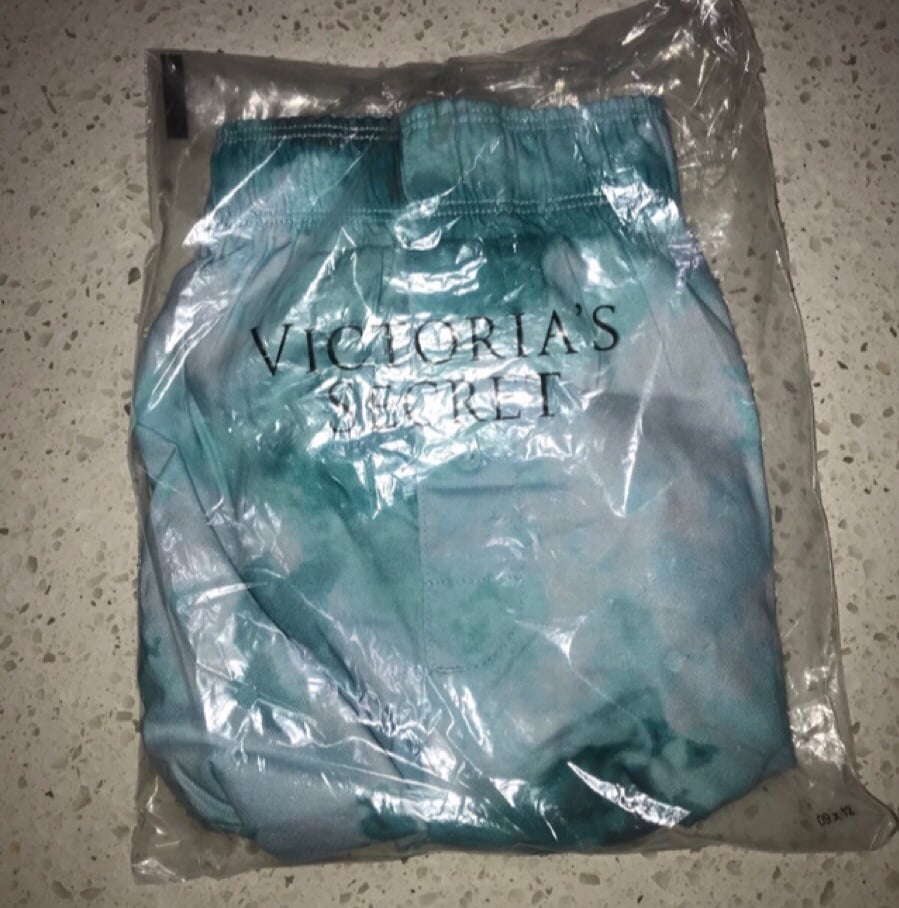 VICTORIA'S
SECRET
09 X 12